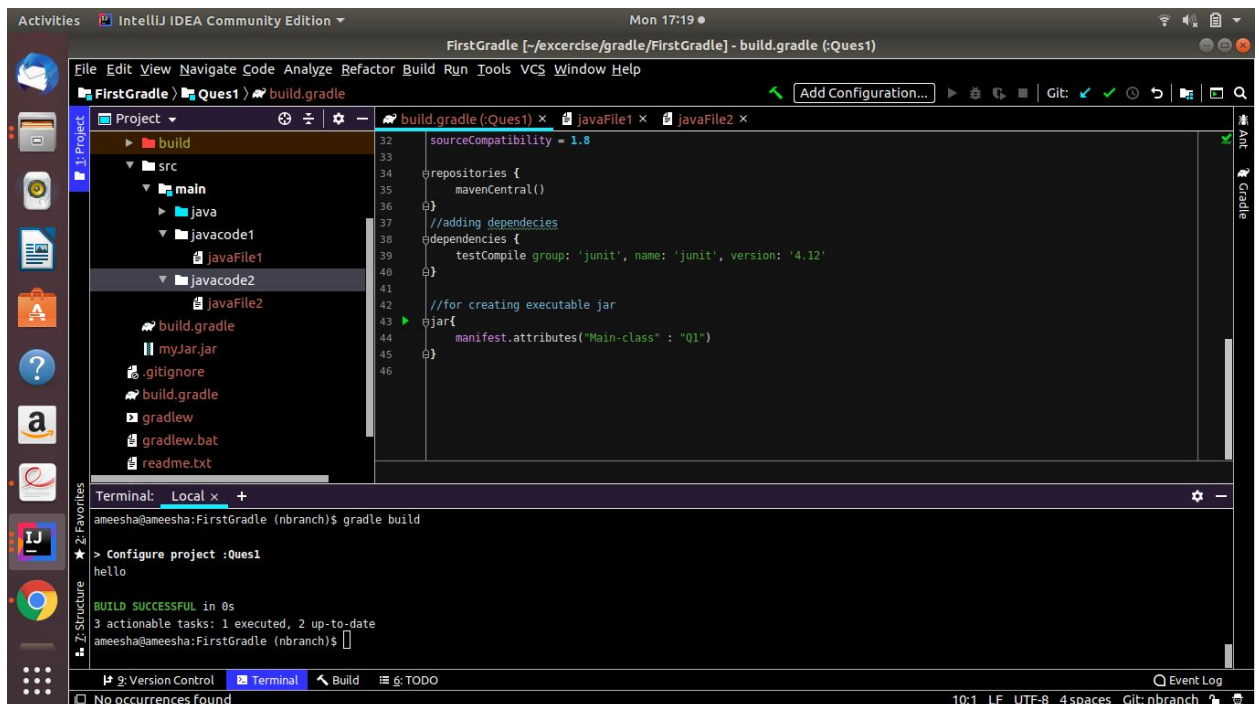 Activities IntelliJ IDEA Community Edition Mon 17:19
FirstGradle [~/excercise/gradle/FirstGradle] - build.gradle (:Ques1)
File Edit View Navigate Code Analyze Refactor Build Run Tools VCS Window Help
FirstGradle Ques1 build.gradle Add Configuration... Git:
1: Project
Project
build
src
main
java
javacode1
javaFile1
javacode2
javaFile2
build.gradle
myJar.jar
.gitignore
build.gradle
gradlew
gradlew.bat
readme.txt
build.gradle (:Ques1) javaFile1 javaFile2
32 sourceCompatibility = 1.8
33
34 repositories {
35 mavenCentral()
36 }
37 //adding dependecies
38 dependencies {
39 testCompile group: 'junit', name: 'junit', version: '4.12'
40 }
41
42 //for creating executable jar
43 jar{
44 manifest.attributes("Main-class" : "Q1")
45 }
46
Ant
Gradle
2: Favorites
7: Structure
Terminal: Local +
ameesha@ameesha:FirstGradle (nbranch)$ gradle build
> Configure project :Ques1
hello
BUILD SUCCESSFUL in 0s
3 actionable tasks: 1 executed, 2 up-to-date
ameesha@ameesha:FirstGradle (nbranch)$
9: Version Control Terminal Build 6: TODO Event Log
No occurrences found 10:1 LF UTF-8 4 spaces Git: nbranch